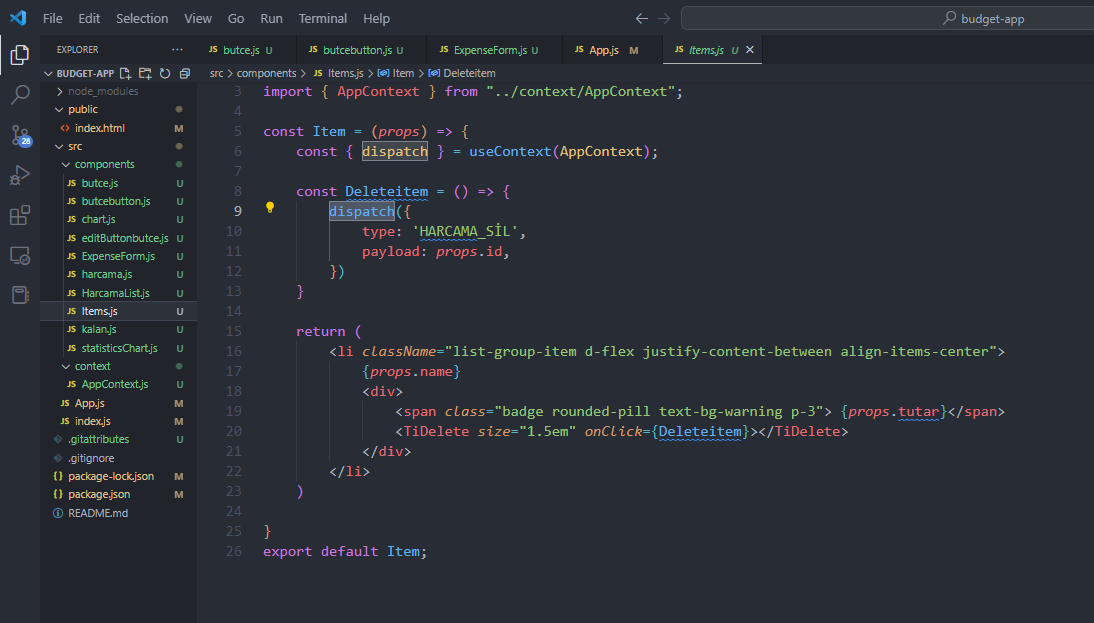 File Edit Selection View Go Run Terminal Help
budget-app
EXPLORER ···
JS butce.js U
JS butcebutton.js U
JS ExpenseForm.js U
JS App.js M
JS Items.js U
BUDGET-APP
src > components > JS Items.js > Item > Deleteitem
28
node_modules
public
index.html M
src
components
JS butce.js U
JS butcebutton.js U
JS chart.js U
JS editButtonbutce.js U
JS ExpenseForm.js U
JS harcama.js U
JS HarcamaList.js U
JS Items.js U
JS kalan.js U
JS statisticsChart.js U
context
JS AppContext.js U
JS App.js M
JS index.js M
.gitattributes U
.gitignore
{} package-lock.json M
{} package.json M
README.md
3 import { AppContext } from "../context/AppContext";
4
5 const Item = (props) => {
6 const { dispatch } = useContext(AppContext);
7
8 const Deleteitem = () => {
9 dispatch({
10 type: 'HARCAMA_SİL',
11 payload: props.id,
12 })
13 }
14
15 return (
16 <li className="list-group-item d-flex justify-content-between align-items-center">
17 {props.name}
18 <div>
19 <span class="badge rounded-pill text-bg-warning p-3"> {props.tutar}</span>
20 <TiDelete size="1.5em" onClick={Deleteitem}></TiDelete>
21 </div>
22 </li>
23 )
24
25 }
26 export default Item;